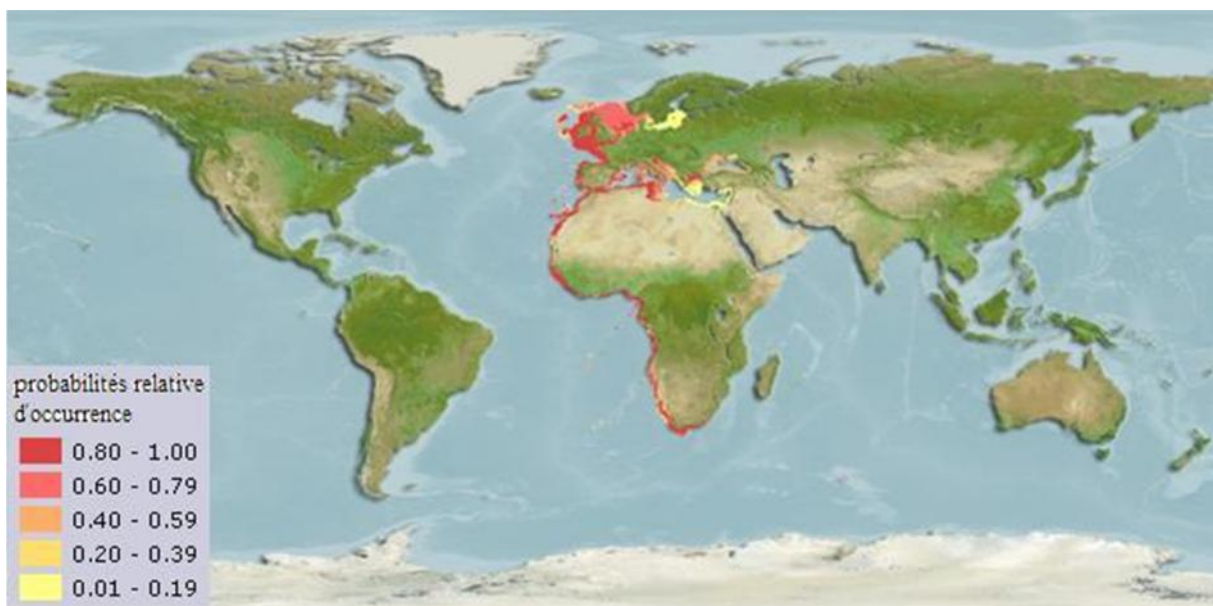 probabilités relative
d'occurrence
0.80 - 1.00
0.60 - 0.79
0.40 - 0.59
0.20 - 0.39
0.01 - 0.19